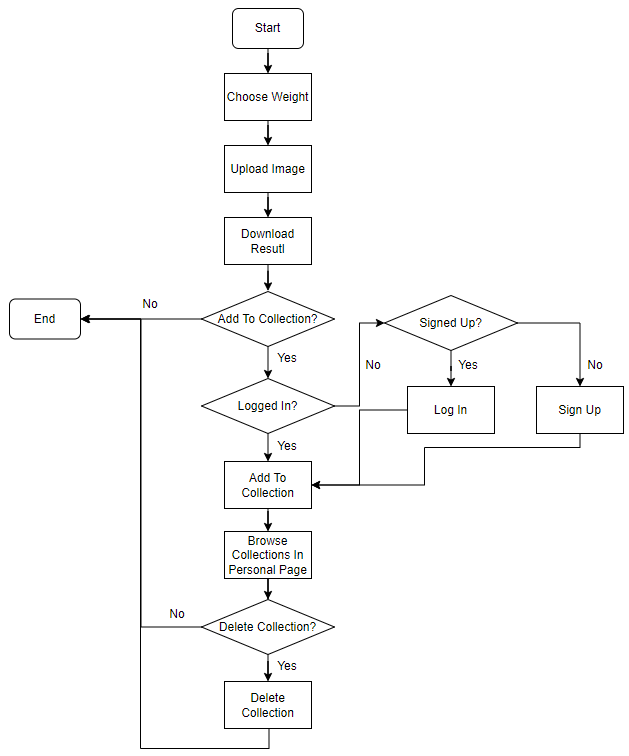 Start
Choose Weight
Upload Image
Download
Resutl
No
End
Add To Collection?
Signed Up?
Yes
No
Yes
No
Logged In?
Log In
Sign Up
Yes
Add To
Collection
Browse
Collections In
Personal Page
No
Delete Collection?
Yes
Delete
Collection